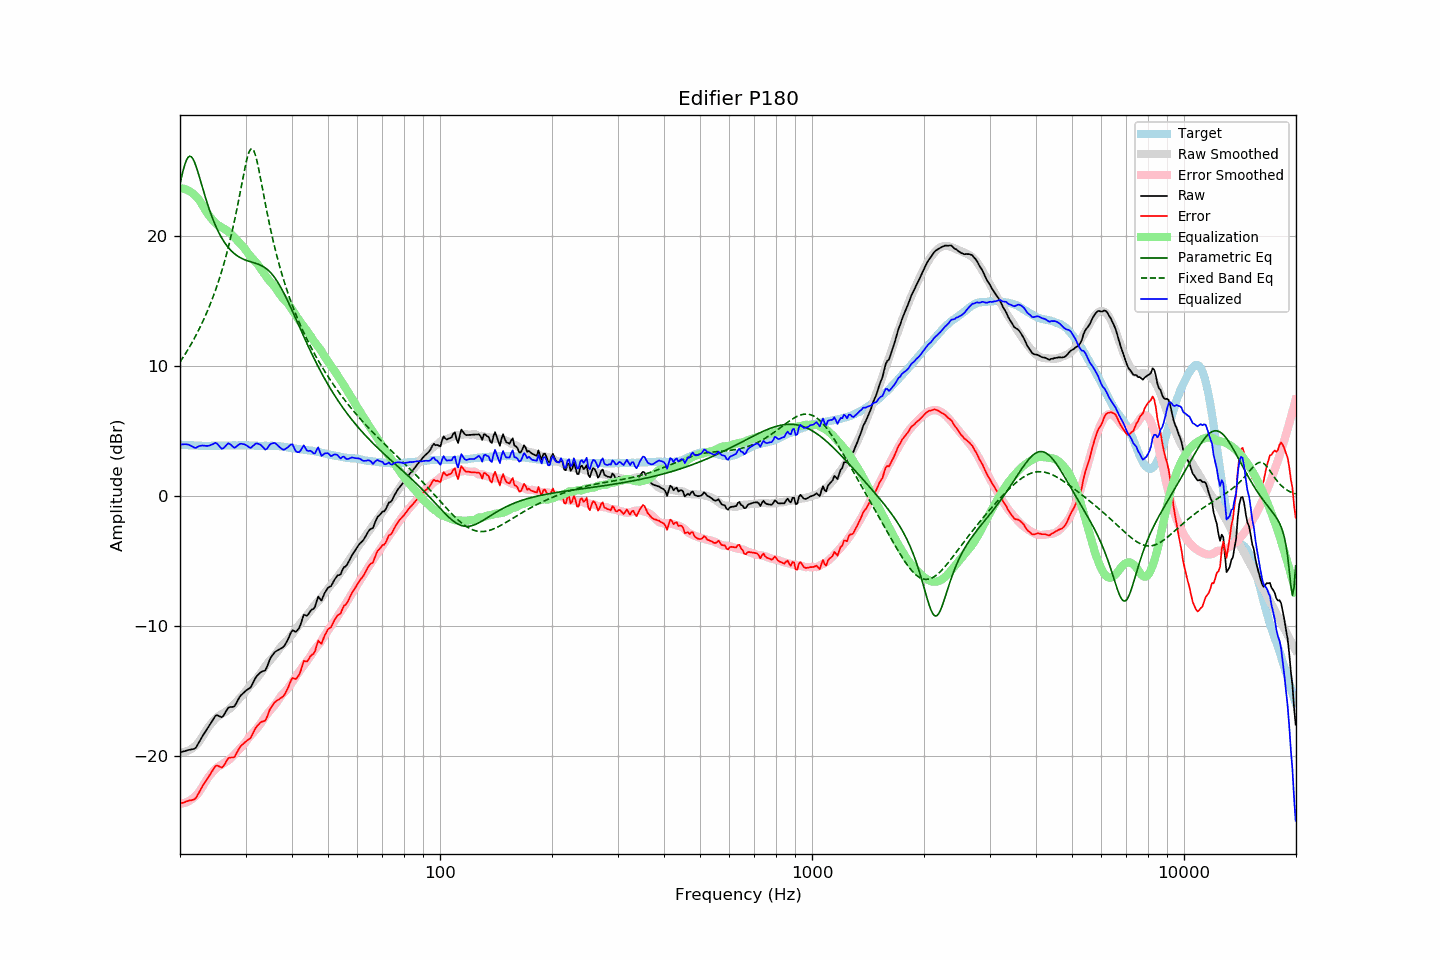 Edifier P180
Target
Raw Smoothed
Error Smoothed
Raw
Error
Equalization
Parametric Eq
Fixed Band Eq
Equalized
Amplitude (dBr)
20
10
0
−10
−20
100
1000
10000
Frequency (Hz)